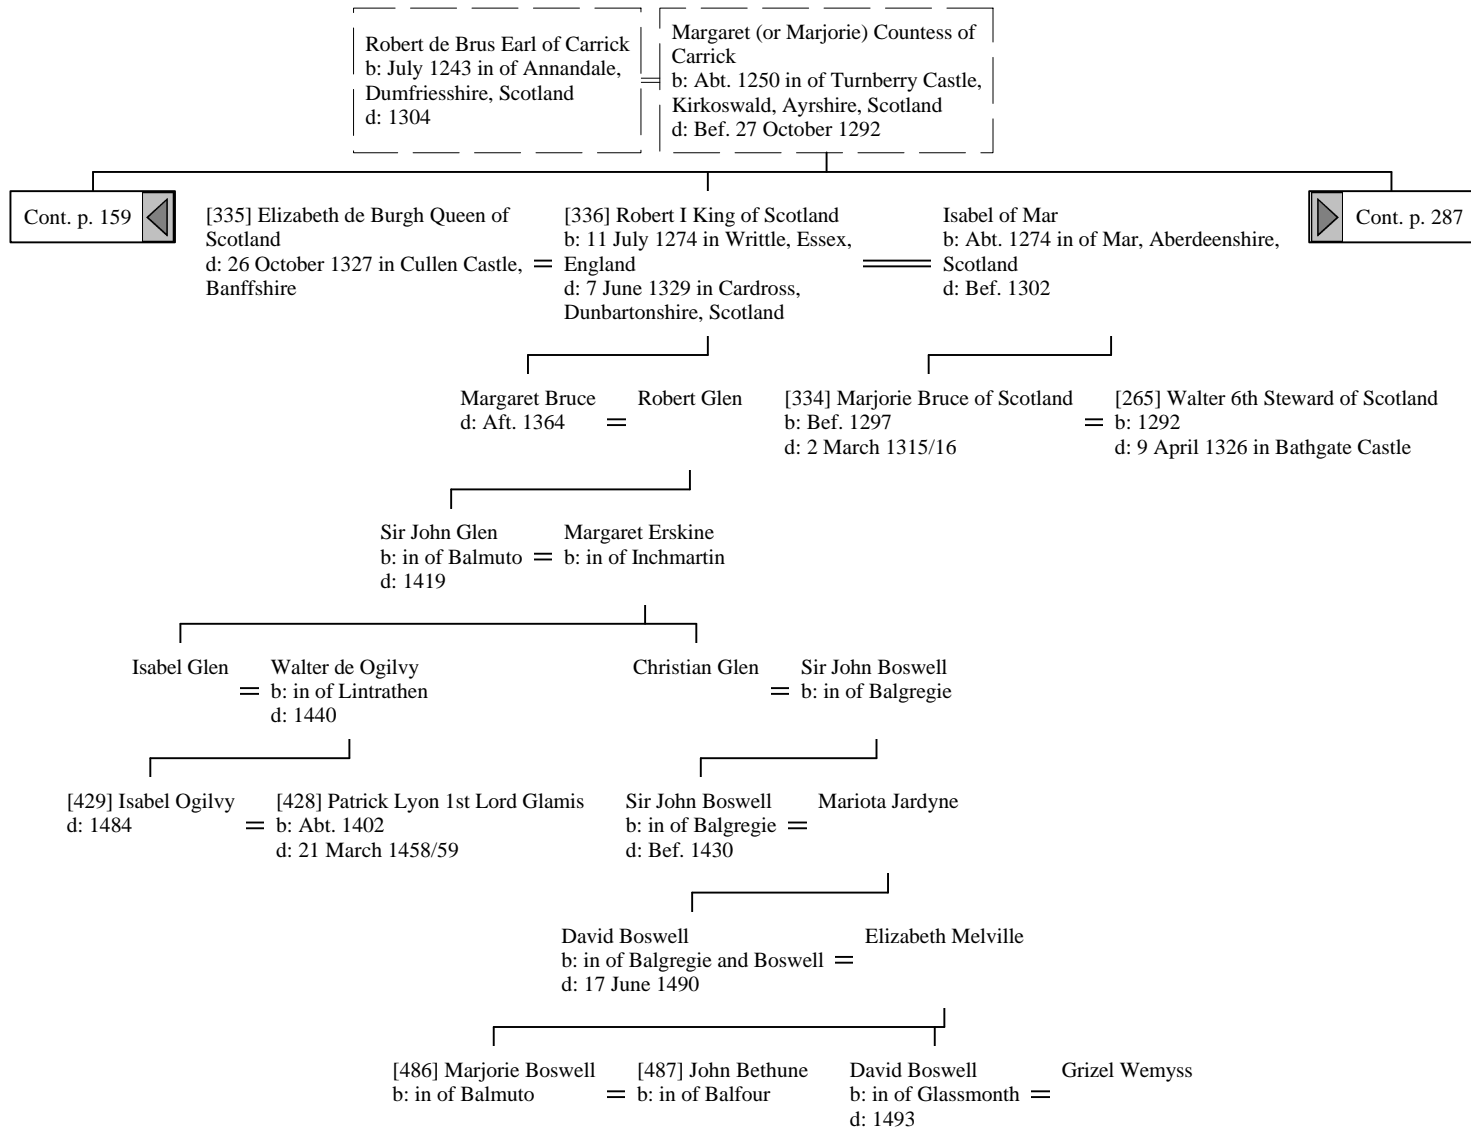 Robert de Brus Earl of Carrick
b: July 1243 in of Annandale,
Dumfriesshire, Scotland
d: 1304
Margaret (or Marjorie) Countess of
Carrick
b: Abt. 1250 in of Turnberry Castle,
Kirkoswald, Ayrshire, Scotland
d: Bef. 27 October 1292
Cont. p. 159
[335] Elizabeth de Burgh Queen of
Scotland
d: 26 October 1327 in Cullen Castle,
Banffshire
[336] Robert I King of Scotland
b: 11 July 1274 in Writtle, Essex,
England
d: 7 June 1329 in Cardross,
Dunbartonshire, Scotland
Isabel of Mar
b: Abt. 1274 in of Mar, Aberdeenshire,
Scotland
d: Bef. 1302
Cont. p. 287
Margaret Bruce
d: Aft. 1364
Robert Glen
[334] Marjorie Bruce of Scotland
b: Bef. 1297
d: 2 March 1315/16
[265] Walter 6th Steward of Scotland
b: 1292
d: 9 April 1326 in Bathgate Castle
Sir John Glen
b: in of Balmuto
d: 1419
Margaret Erskine
b: in of Inchmartin
Isabel Glen
Walter de Ogilvy
b: in of Lintrathen
d: 1440
Christian Glen
Sir John Boswell
b: in of Balgregie
[429] Isabel Ogilvy
d: 1484
[428] Patrick Lyon 1st Lord Glamis
b: Abt. 1402
d: 21 March 1458/59
Sir John Boswell
b: in of Balgregie
d: Bef. 1430
Mariota Jardyne
David Boswell
b: in of Balgregie and Boswell
d: 17 June 1490
Elizabeth Melville
[486] Marjorie Boswell
b: in of Balmuto
[487] John Bethune
b: in of Balfour
David Boswell
b: in of Glassmonth
d: 1493
Grizel Wemyss